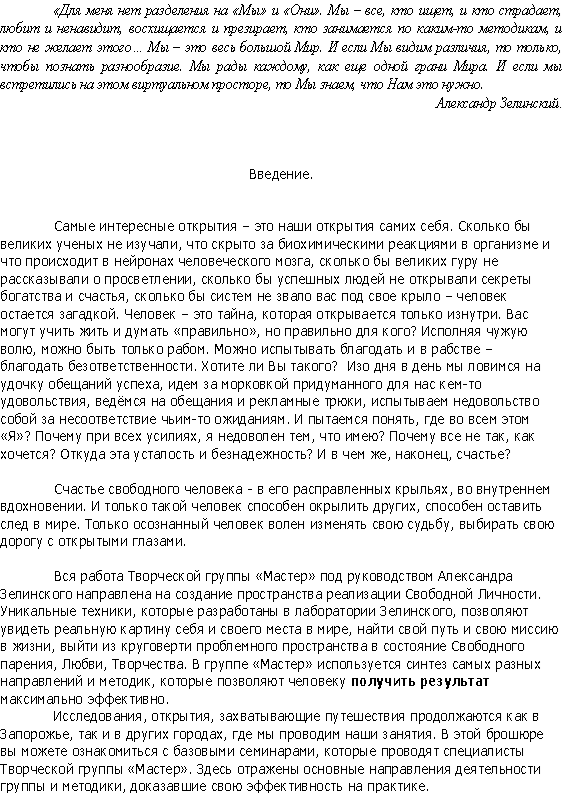 «Для меня нет разделения на «Мы» и «Они». Мы – все, кто ищет, и кто страдает,
любит и ненавидит, восхищается и презирает, кто занимается по каким-то методикам, и
кто не желает этого… Мы – это весь большой Мир. И если Мы видим различия, то только,
чтобы познать разнообразие. Мы рады каждому, как еще одной грани Мира. И если мы
встретились на этом виртуальном просторе, то Мы знаем, что Нам это нужно.
Александр Зелинский.
Введение.
Самые интересные открытия – это наши открытия самих себя. Сколько бы
великих ученых не изучали, что скрыто за биохимическими реакциями в организме и
что происходит в нейронах человеческого мозга, сколько бы великих гуру не
рассказывали о просветлении, сколько бы успешных людей не открывали секреты
богатства и счастья, сколько бы систем не звало вас под свое крыло – человек
остается загадкой. Человек – это тайна, которая открывается только изнутри. Вас
могут учить жить и думать «правильно», но правильно для кого? Исполняя чужую
волю, можно быть только рабом. Можно испытывать благодать и в рабстве –
благодать безответственности. Хотите ли Вы такого?  Изо дня в день мы ловимся на
удочку обещаний успеха, идем за морковкой придуманного для нас кем-то
удовольствия, ведёмся на обещания и рекламные трюки, испытываем недовольство
собой за несоответствие чьим-то ожиданиям. И пытаемся понять, где во всем этом
«Я»? Почему при всех усилиях, я недоволен тем, что имею? Почему все не так, как
хочется? Откуда эта усталость и безнадежность? И в чем же, наконец, счастье?
Счастье свободного человека - в его расправленных крыльях, во внутреннем
вдохновении. И только такой человек способен окрылить других, способен оставить
след в мире. Только осознанный человек волен изменять свою судьбу, выбирать свою
дорогу с открытыми глазами.
Вся работа Творческой группы «Мастер» под руководством Александра
Зелинского направлена на создание пространства реализации Свободной Личности.
Уникальные техники, которые разработаны в лаборатории Зелинского, позволяют
увидеть реальную картину себя и своего места в мире, найти свой путь и свою миссию
в жизни, выйти из круговерти проблемного пространства в состояние Свободного
парения, Любви, Творчества. В группе «Мастер» используется синтез самых разных
направлений и методик, которые позволяют человеку получить результат
максимально эффективно.
Исследования, открытия, захватывающие путешествия продолжаются как в
Запорожье, так и в других городах, где мы проводим наши занятия. В этой брошюре
вы можете ознакомиться с базовыми семинарами, которые проводят специалисты
Творческой группы «Мастер». Здесь отражены основные направления деятельности
группы и методики, доказавшие свою эффективность на практике.